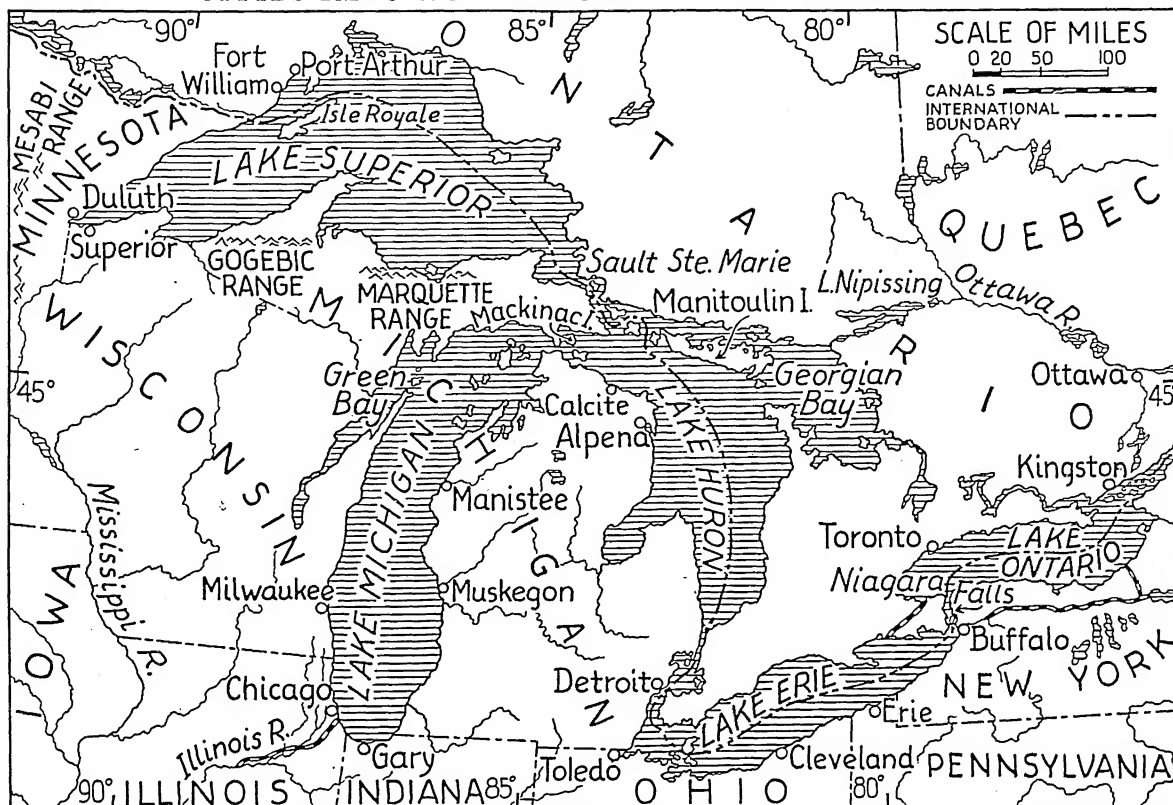 90°
85°
80°
SCALE OF MILES
0 20 50 100
CANALS
INTERNATIONAL BOUNDARY
Fort William
Port Arthur
Isle Royale
MESABI RANGE
MINNESOTA
LAKE SUPERIOR
ONTARIO
QUEBEC
Duluth
Superior
GOGEBIC RANGE
MARQUETTE RANGE
Sault Ste. Marie
Mackinac I.
Manitoulin I.
L. Nipissing
Ottawa R.
WISCONSIN
MICHIGAN
45°
Green Bay
Calcite
Alpena
LAKE HURON
Georgian Bay
Ottawa
45°
Kingston
Manistee
LAKE MICHIGAN
Mississippi R.
Toronto
LAKE ONTARIO
Niagara Falls
IOWA
Milwaukee
Muskegon
Buffalo
Chicago
Detroit
LAKE ERIE
NEW YORK
Erie
Illinois R.
Gary
Toledo
Cleveland
PENNSYLVANIA
90°
ILLINOIS
INDIANA
85°
OHIO
80°